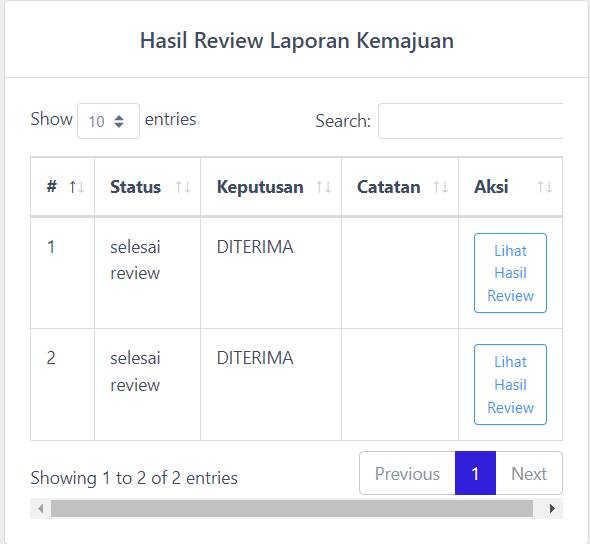 Hasil Review Laporan Kemajuan
Show 10 entries
Search:
# Status Keputusan Catatan Aksi
1 selesai review DITERIMA Lihat Hasil Review
2 selesai review DITERIMA Lihat Hasil Review
Showing 1 to 2 of 2 entries
Previous 1 Next